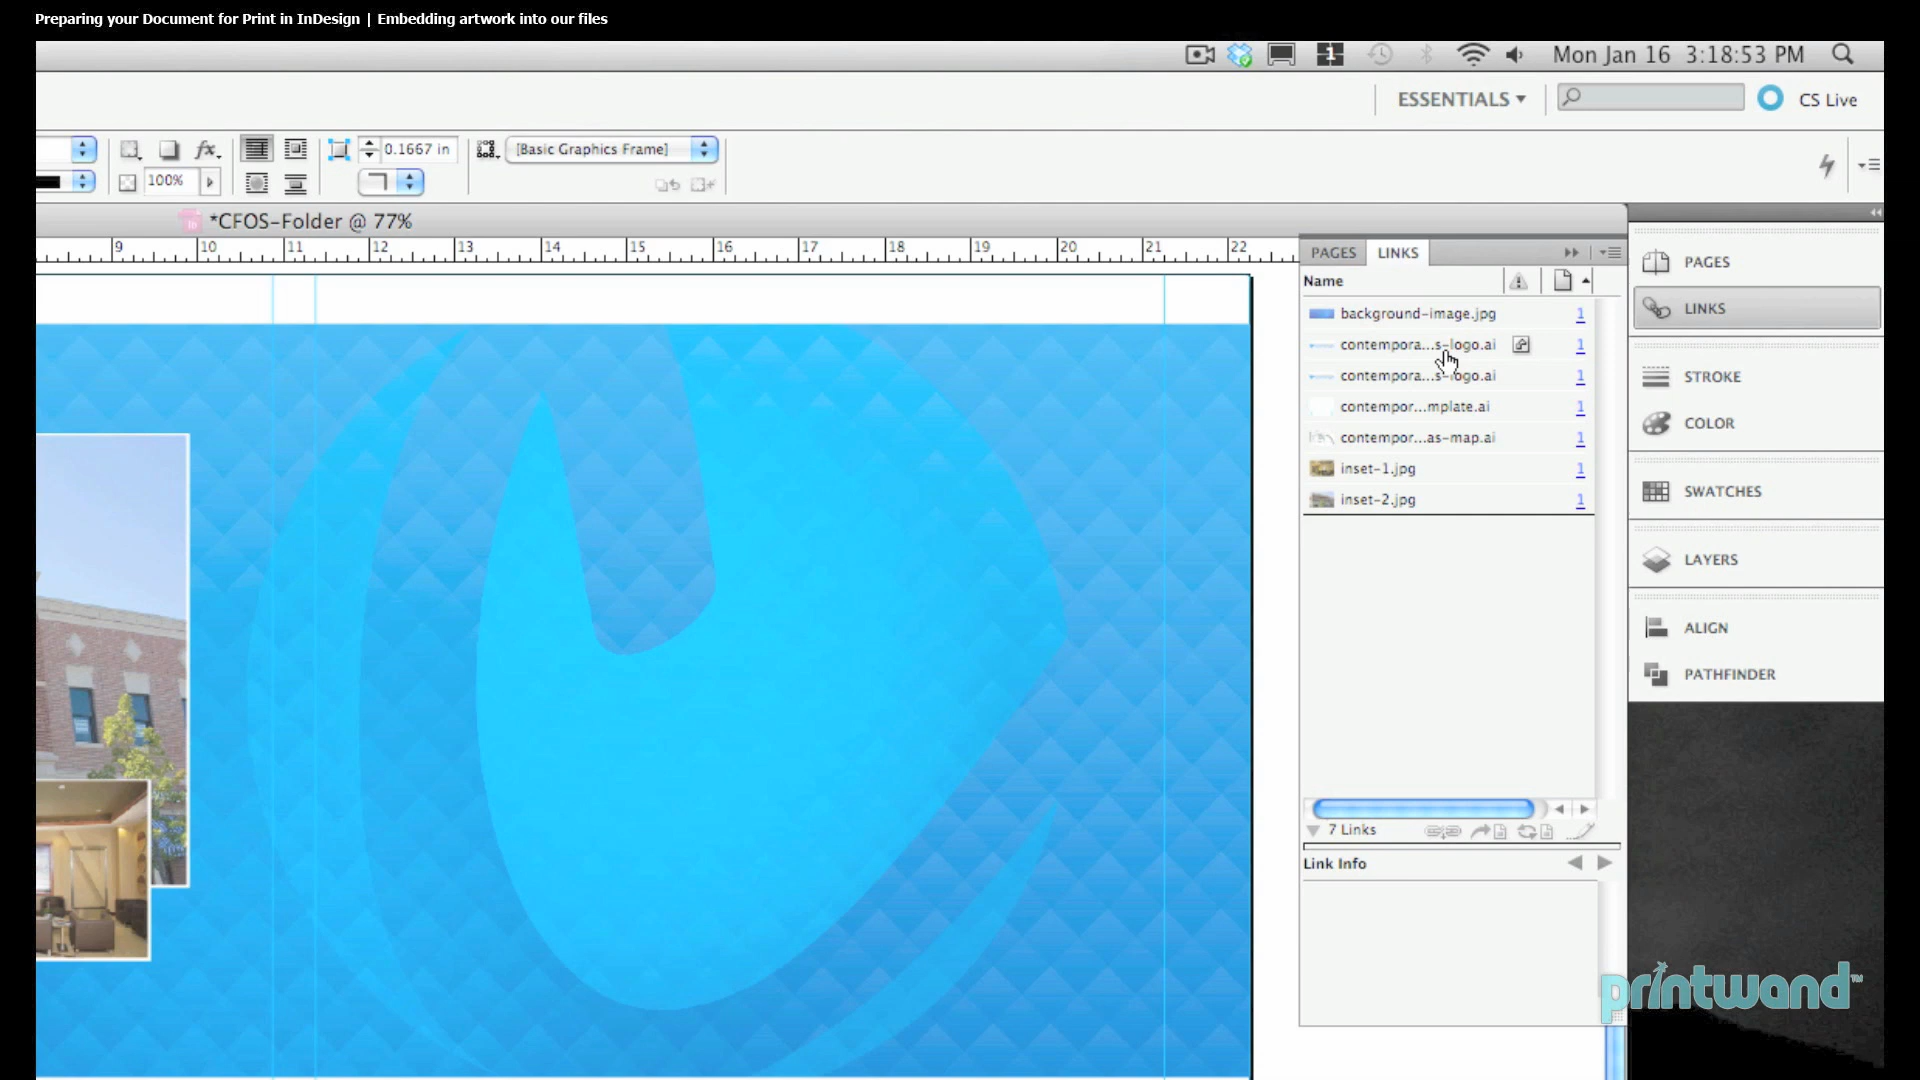 Preparing your Document for Print in InDesign | Embedding artwork into our files
1 Mon Jan 16 3:18:53 PM
ESSENTIALS CS Live
fx 0.1667 in [Basic Graphics Frame]
100%
*CFOS-Folder @ 77%
9 10 11 12 13 14 15 16 17 18 19 20 21 22
PAGES LINKS
Name
background-image.jpg 1
contempora...s-logo.ai 1
contempora...s-logo.ai 1
contempor...mplate.ai 1
contempor...as-map.ai 1
inset-1.jpg 1
inset-2.jpg 1
7 Links
Link Info
PAGES
LINKS
STROKE
COLOR
SWATCHES
LAYERS
ALIGN
PATHFINDER
printwand™